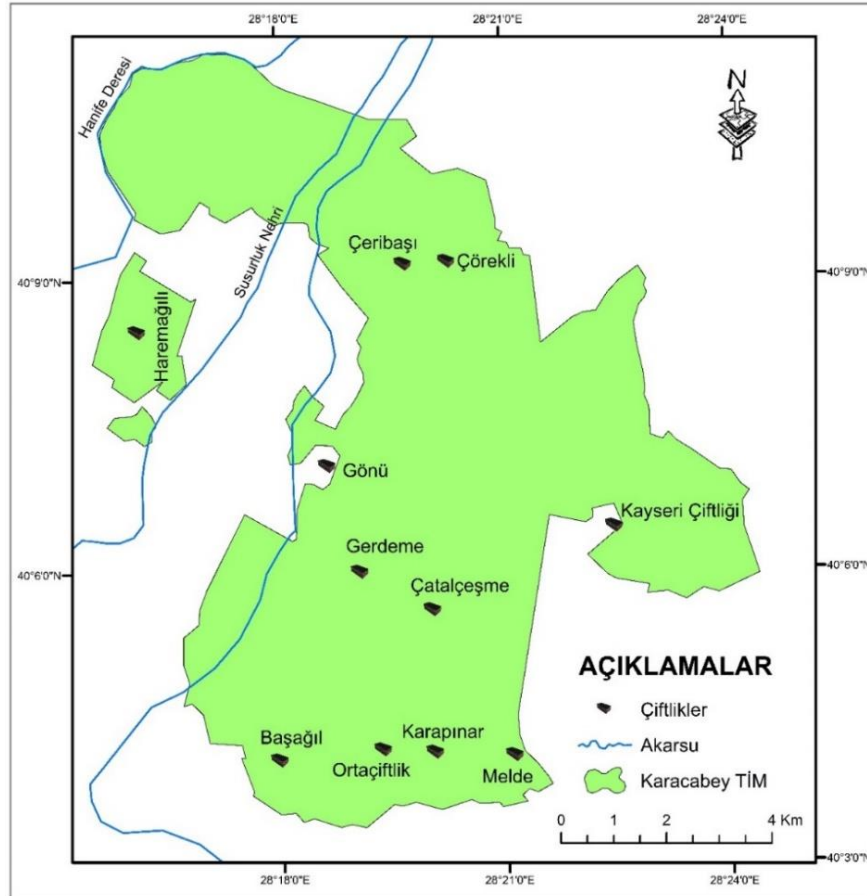 28°18'0"E
28°21'0"E
28°24'0"E
N
Hanife Deresi
Susurluk Nehri
Çeribaşı
Çörekli
40°9'0"N
40°9'0"N
Haremağılı
Gönü
Kayseri Çiftliği
Gerdeme
40°6'0"N
40°6'0"N
Çatalçeşme
AÇIKLAMALAR
Çiftlikler
Başağıl
Karapınar
Akarsu
Ortaçiftlik
Melde
Karacabey TİM
0 1 2 4 Km
40°3'0"N
28°18'0"E
28°21'0"E
28°24'0"E